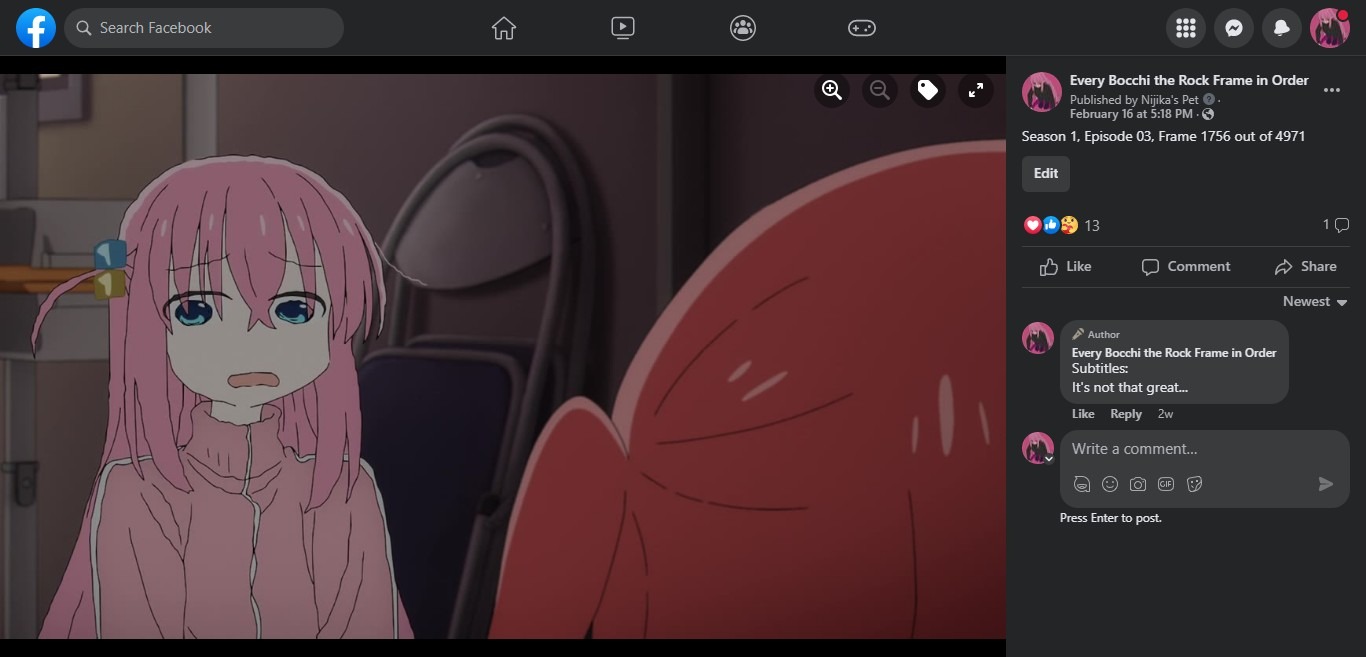 Search Facebook
Every Bocchi the Rock Frame in Order
Published by Nijika's Pet ·
February 16 at 5:18 PM ·
Season 1, Episode 03, Frame 1756 out of 4971
Edit
13
1
Like
Comment
Share
Newest
Author
Every Bocchi the Rock Frame in Order
Subtitles:
It's not that great...
Like Reply 2w
Write a comment...
GIF
Press Enter to post.